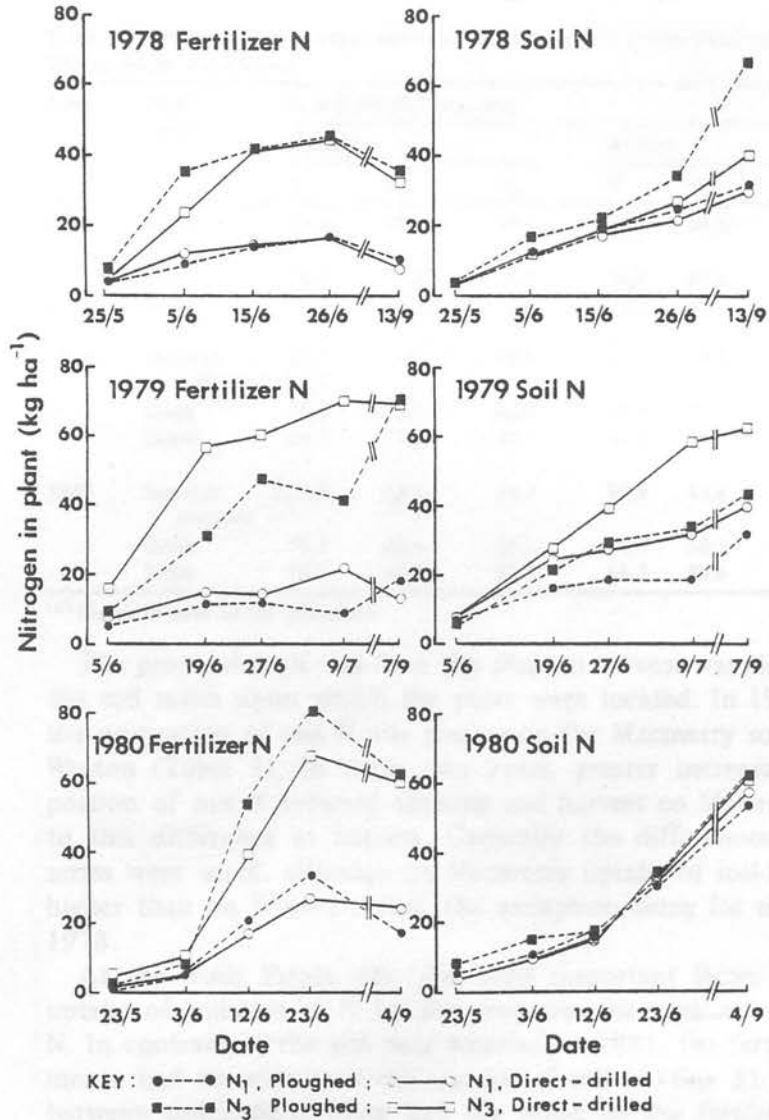 80
60
40
20
0
1978 Fertilizer N
25/5 5/6 15/6 26/6 13/9
80
60
40
20
0
1978 Soil N
25/5 5/6 15/6 26/6 13/9
Nitrogen in plant (kg ha⁻¹)
80
60
40
20
0
1979 Fertilizer N
5/6 19/6 27/6 9/7 7/9
80
60
40
20
0
1979 Soil N
5/6 19/6 27/6 9/7 7/9
80
60
40
20
0
1980 Fertilizer N
23/5 3/6 12/6 23/6 4/9
Date
80
60
40
20
0
1980 Soil N
23/5 3/6 12/6 23/6 4/9
Date
KEY N₁, Ploughed; N₁, Direct-drilled
N₃, Ploughed; N₃, Direct-drilled